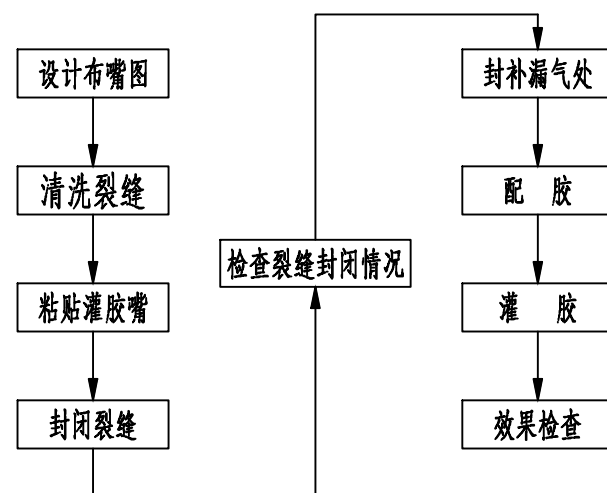 设计布嘴图
清洗裂缝
粘贴灌胶嘴
封闭裂缝
检查裂缝封闭情况
封补漏气处
配 胶
灌 胶
效果检查